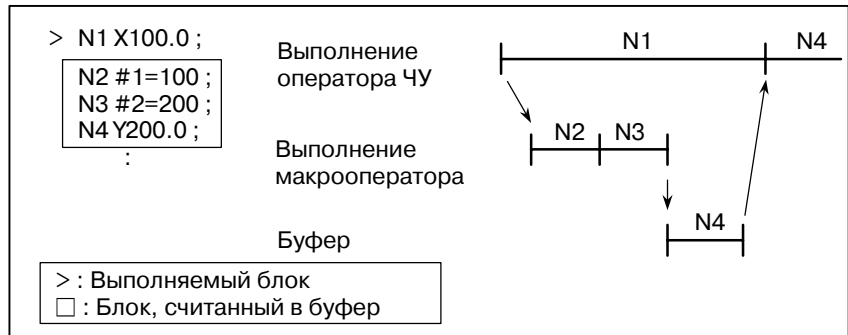 > N1 X100.0 ;
N2 #1=100 ;
N3 #2=200 ;
N4 Y200.0 ;
:
Выполнение
оператора ЧУ
N1
N4
Выполнение
макрооператора
N2
N3
Буфер
N4
> : Выполняемый блок
□ : Блок, считанный в буфер